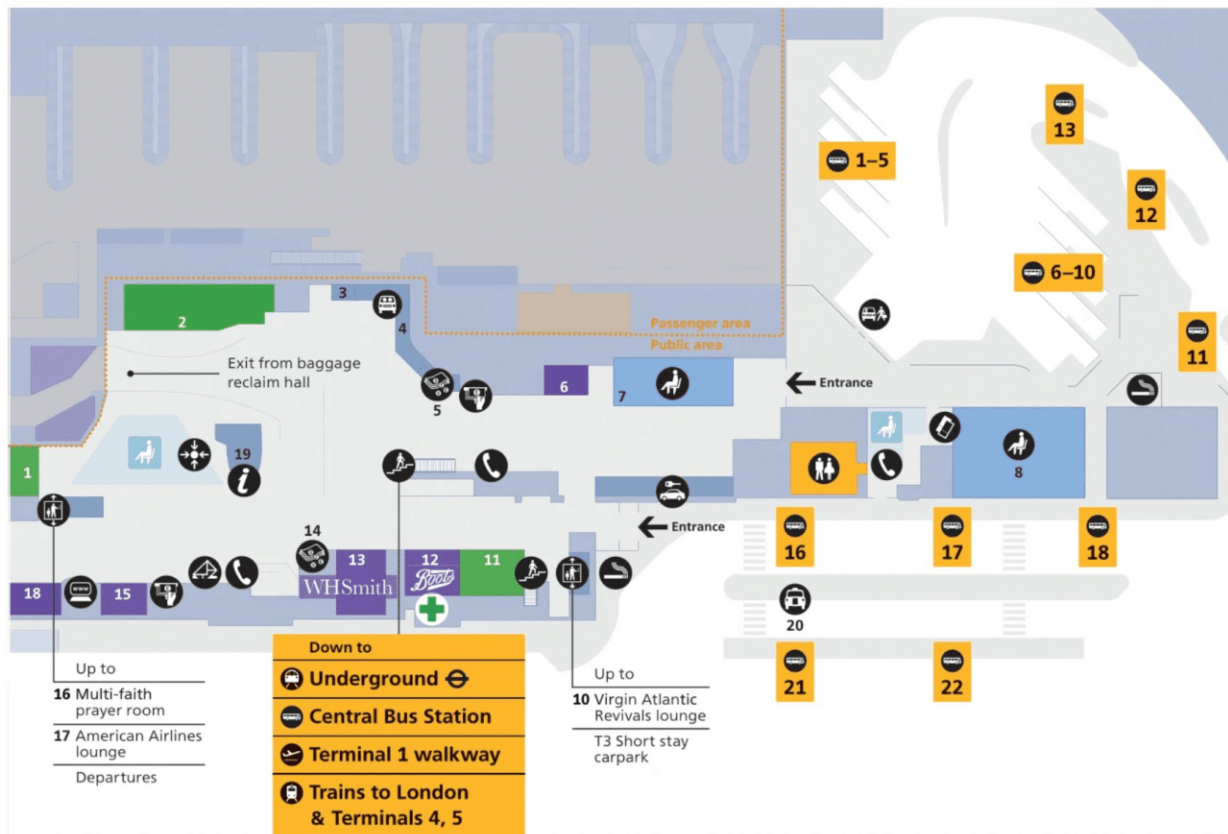 13
1–5
12
6–10
2
3
4
Passenger area
Public area
11
Exit from baggage
reclaim hall
5
6
7
Entrance
1
19
i
8
Entrance
14
16
17
18
13
12
11
WHSmith
Boots
18
www
15
20
21
22
Up to
16 Multi-faith
prayer room
17 American Airlines
lounge
Departures
Down to
Underground
Central Bus Station
Terminal 1 walkway
Trains to London
& Terminals 4, 5
Up to
10 Virgin Atlantic
Revivals lounge
T3 Short stay
carpark